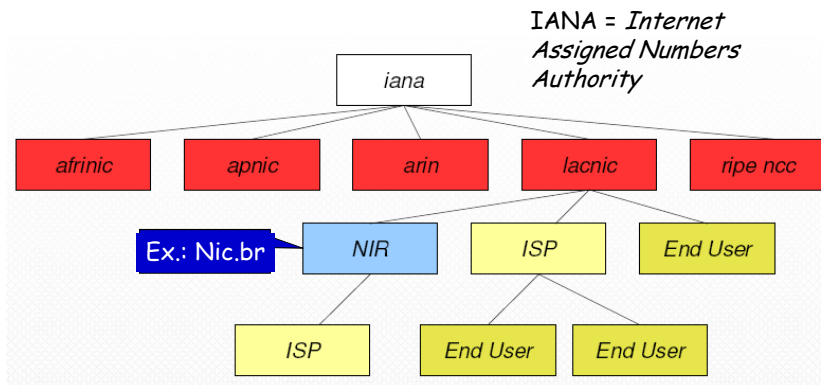 IANA = Internet
Assigned Numbers
Authority
iana
afrinic
apnic
arin
lacnic
ripe ncc
Ex.: Nic.br
NIR
ISP
End User
ISP
End User
End User